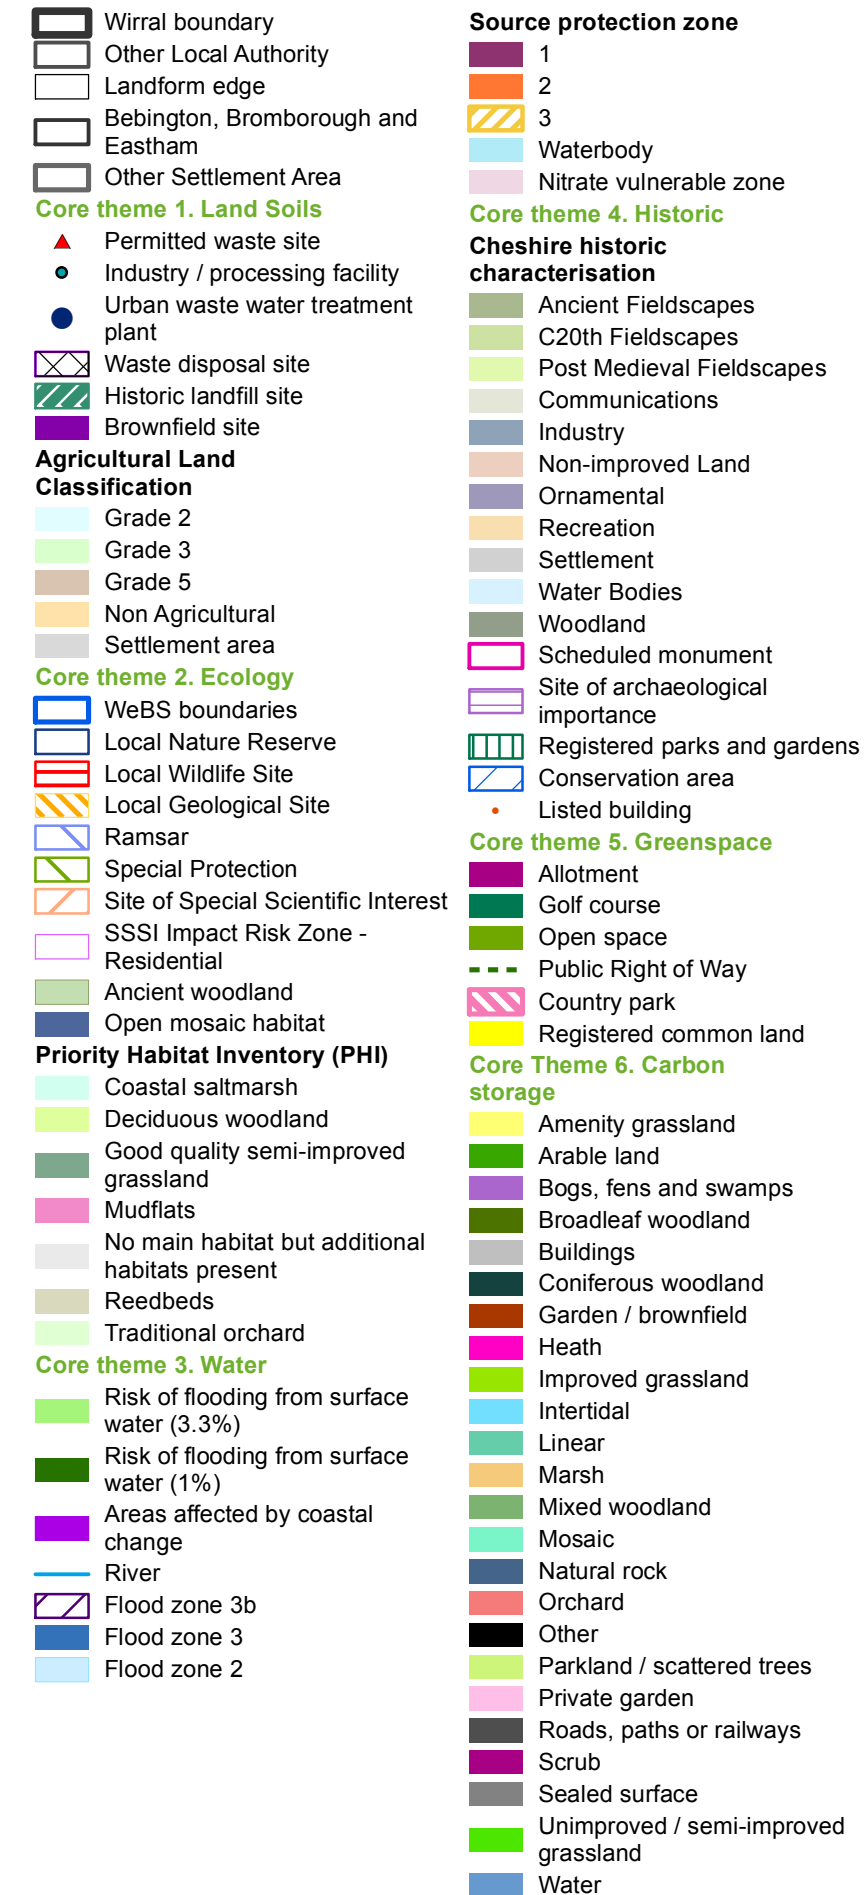 Wirral boundary
Other Local Authority
Landform edge
Bebington, Bromborough and
Eastham
Other Settlement Area
Core theme 1. Land Soils
Permitted waste site
Industry / processing facility
Urban waste water treatment
plant
Waste disposal site
Historic landfill site
Brownfield site
Agricultural Land
Classification
Grade 2
Grade 3
Grade 5
Non Agricultural
Settlement area
Core theme 2. Ecology
WeBS boundaries
Local Nature Reserve
Local Wildlife Site
Local Geological Site
Ramsar
Special Protection
Site of Special Scientific Interest
SSSI Impact Risk Zone -
Residential
Ancient woodland
Open mosaic habitat
Priority Habitat Inventory (PHI)
Coastal saltmarsh
Deciduous woodland
Good quality semi-improved
grassland
Mudflats
No main habitat but additional
habitats present
Reedbeds
Traditional orchard
Core theme 3. Water
Risk of flooding from surface
water (3.3%)
Risk of flooding from surface
water (1%)
Areas affected by coastal
change
River
Flood zone 3b
Flood zone 3
Flood zone 2
Source protection zone
1
2
3
Waterbody
Nitrate vulnerable zone
Core theme 4. Historic
Cheshire historic
characterisation
Ancient Fieldscapes
C20th Fieldscapes
Post Medieval Fieldscapes
Communications
Industry
Non-improved Land
Ornamental
Recreation
Settlement
Water Bodies
Woodland
Scheduled monument
Site of archaeological
importance
Registered parks and gardens
Conservation area
Listed building
Core theme 5. Greenspace
Allotment
Golf course
Open space
Public Right of Way
Country park
Registered common land
Core Theme 6. Carbon
storage
Amenity grassland
Arable land
Bogs, fens and swamps
Broadleaf woodland
Buildings
Coniferous woodland
Garden / brownfield
Heath
Improved grassland
Intertidal
Linear
Marsh
Mixed woodland
Mosaic
Natural rock
Orchard
Other
Parkland / scattered trees
Private garden
Roads, paths or railways
Scrub
Sealed surface
Unimproved / semi-improved
grassland
Water